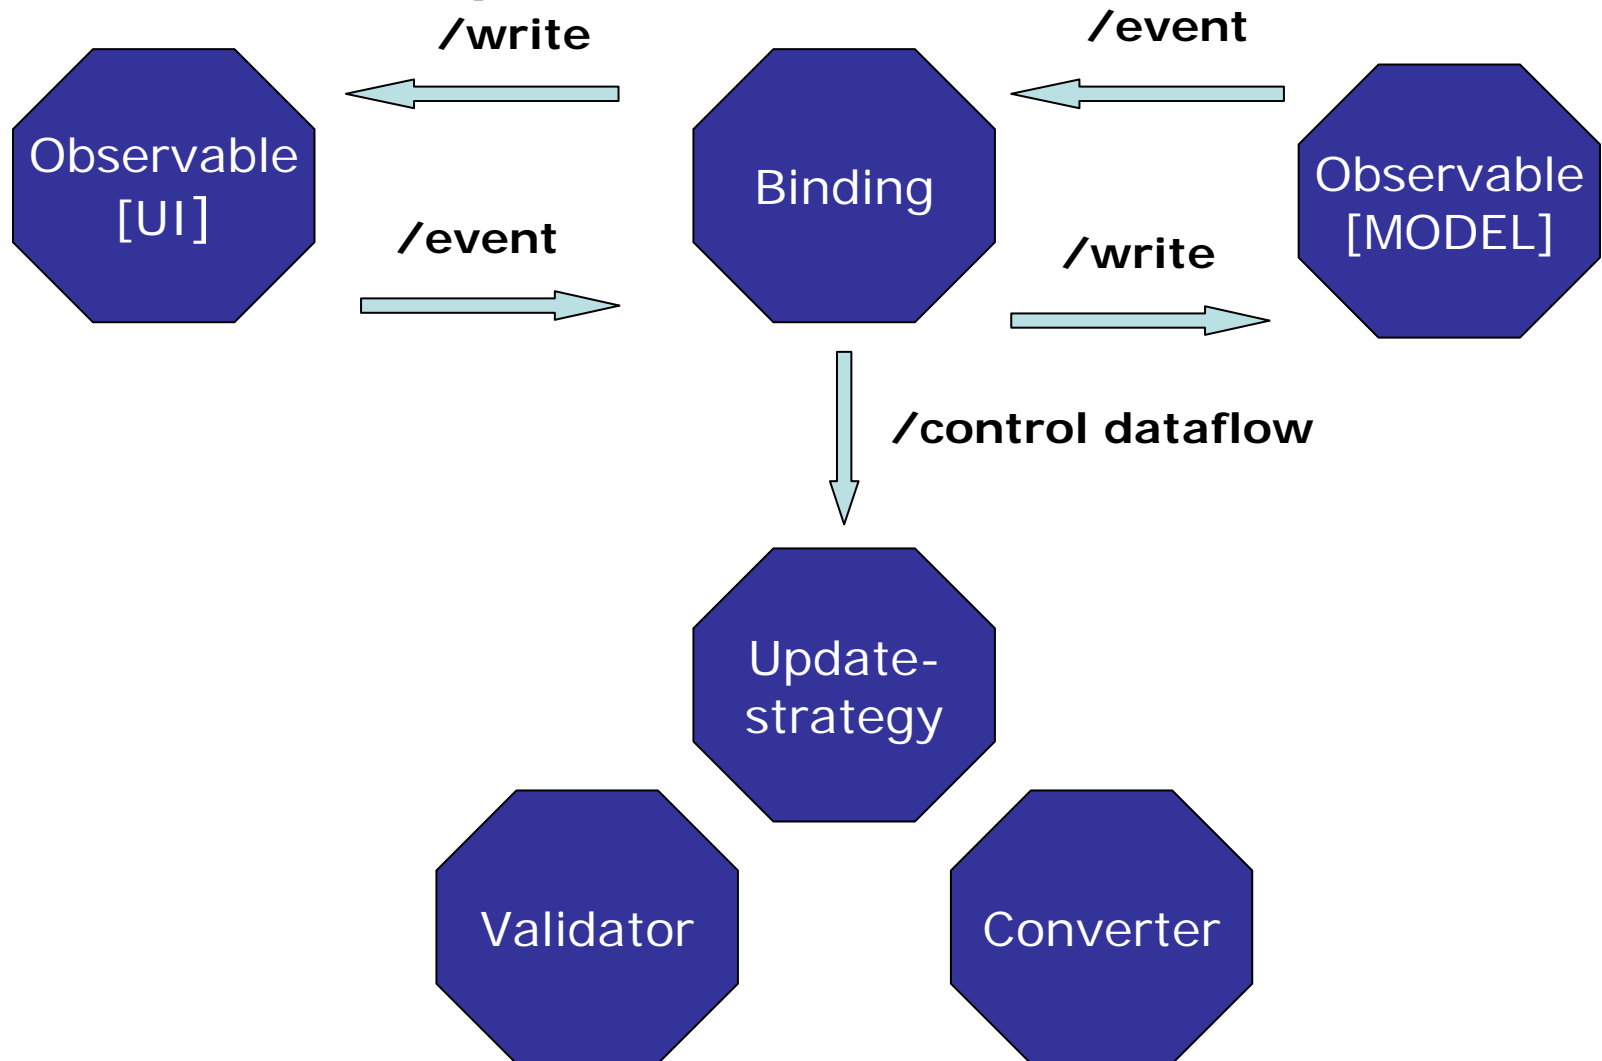 /write
/event
Observable
[UI]
Binding
Observable
[MODEL]
/event
/write
/control dataflow
Update-
strategy
Validator
Converter